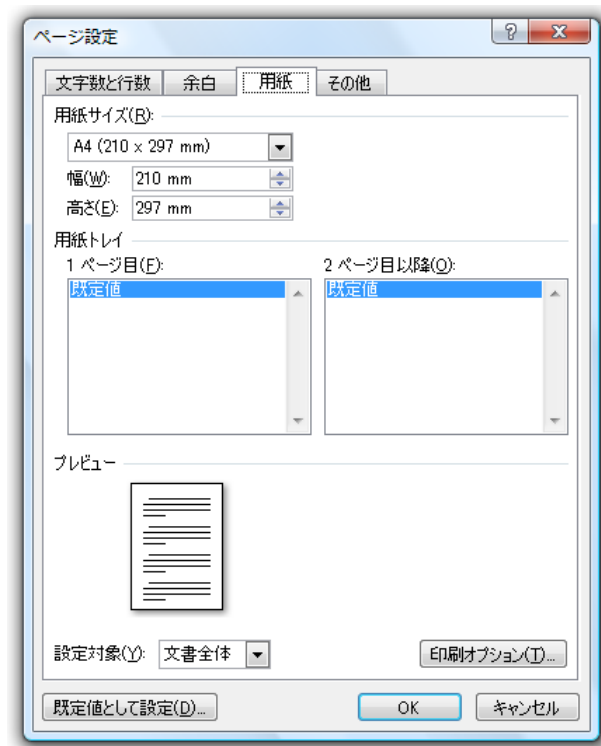 ページ設定
文字数と行数 余白 用紙 その他
用紙サイズ(R):
A4 (210 x 297 mm)
幅(W): 210 mm
高さ(E): 297 mm
用紙トレイ
1 ページ目(F): 2 ページ目以降(O):
既定値 既定値
プレビュー
設定対象(Y): 文書全体 印刷オプション(T)...
既定値として設定(D)... OK キャンセル